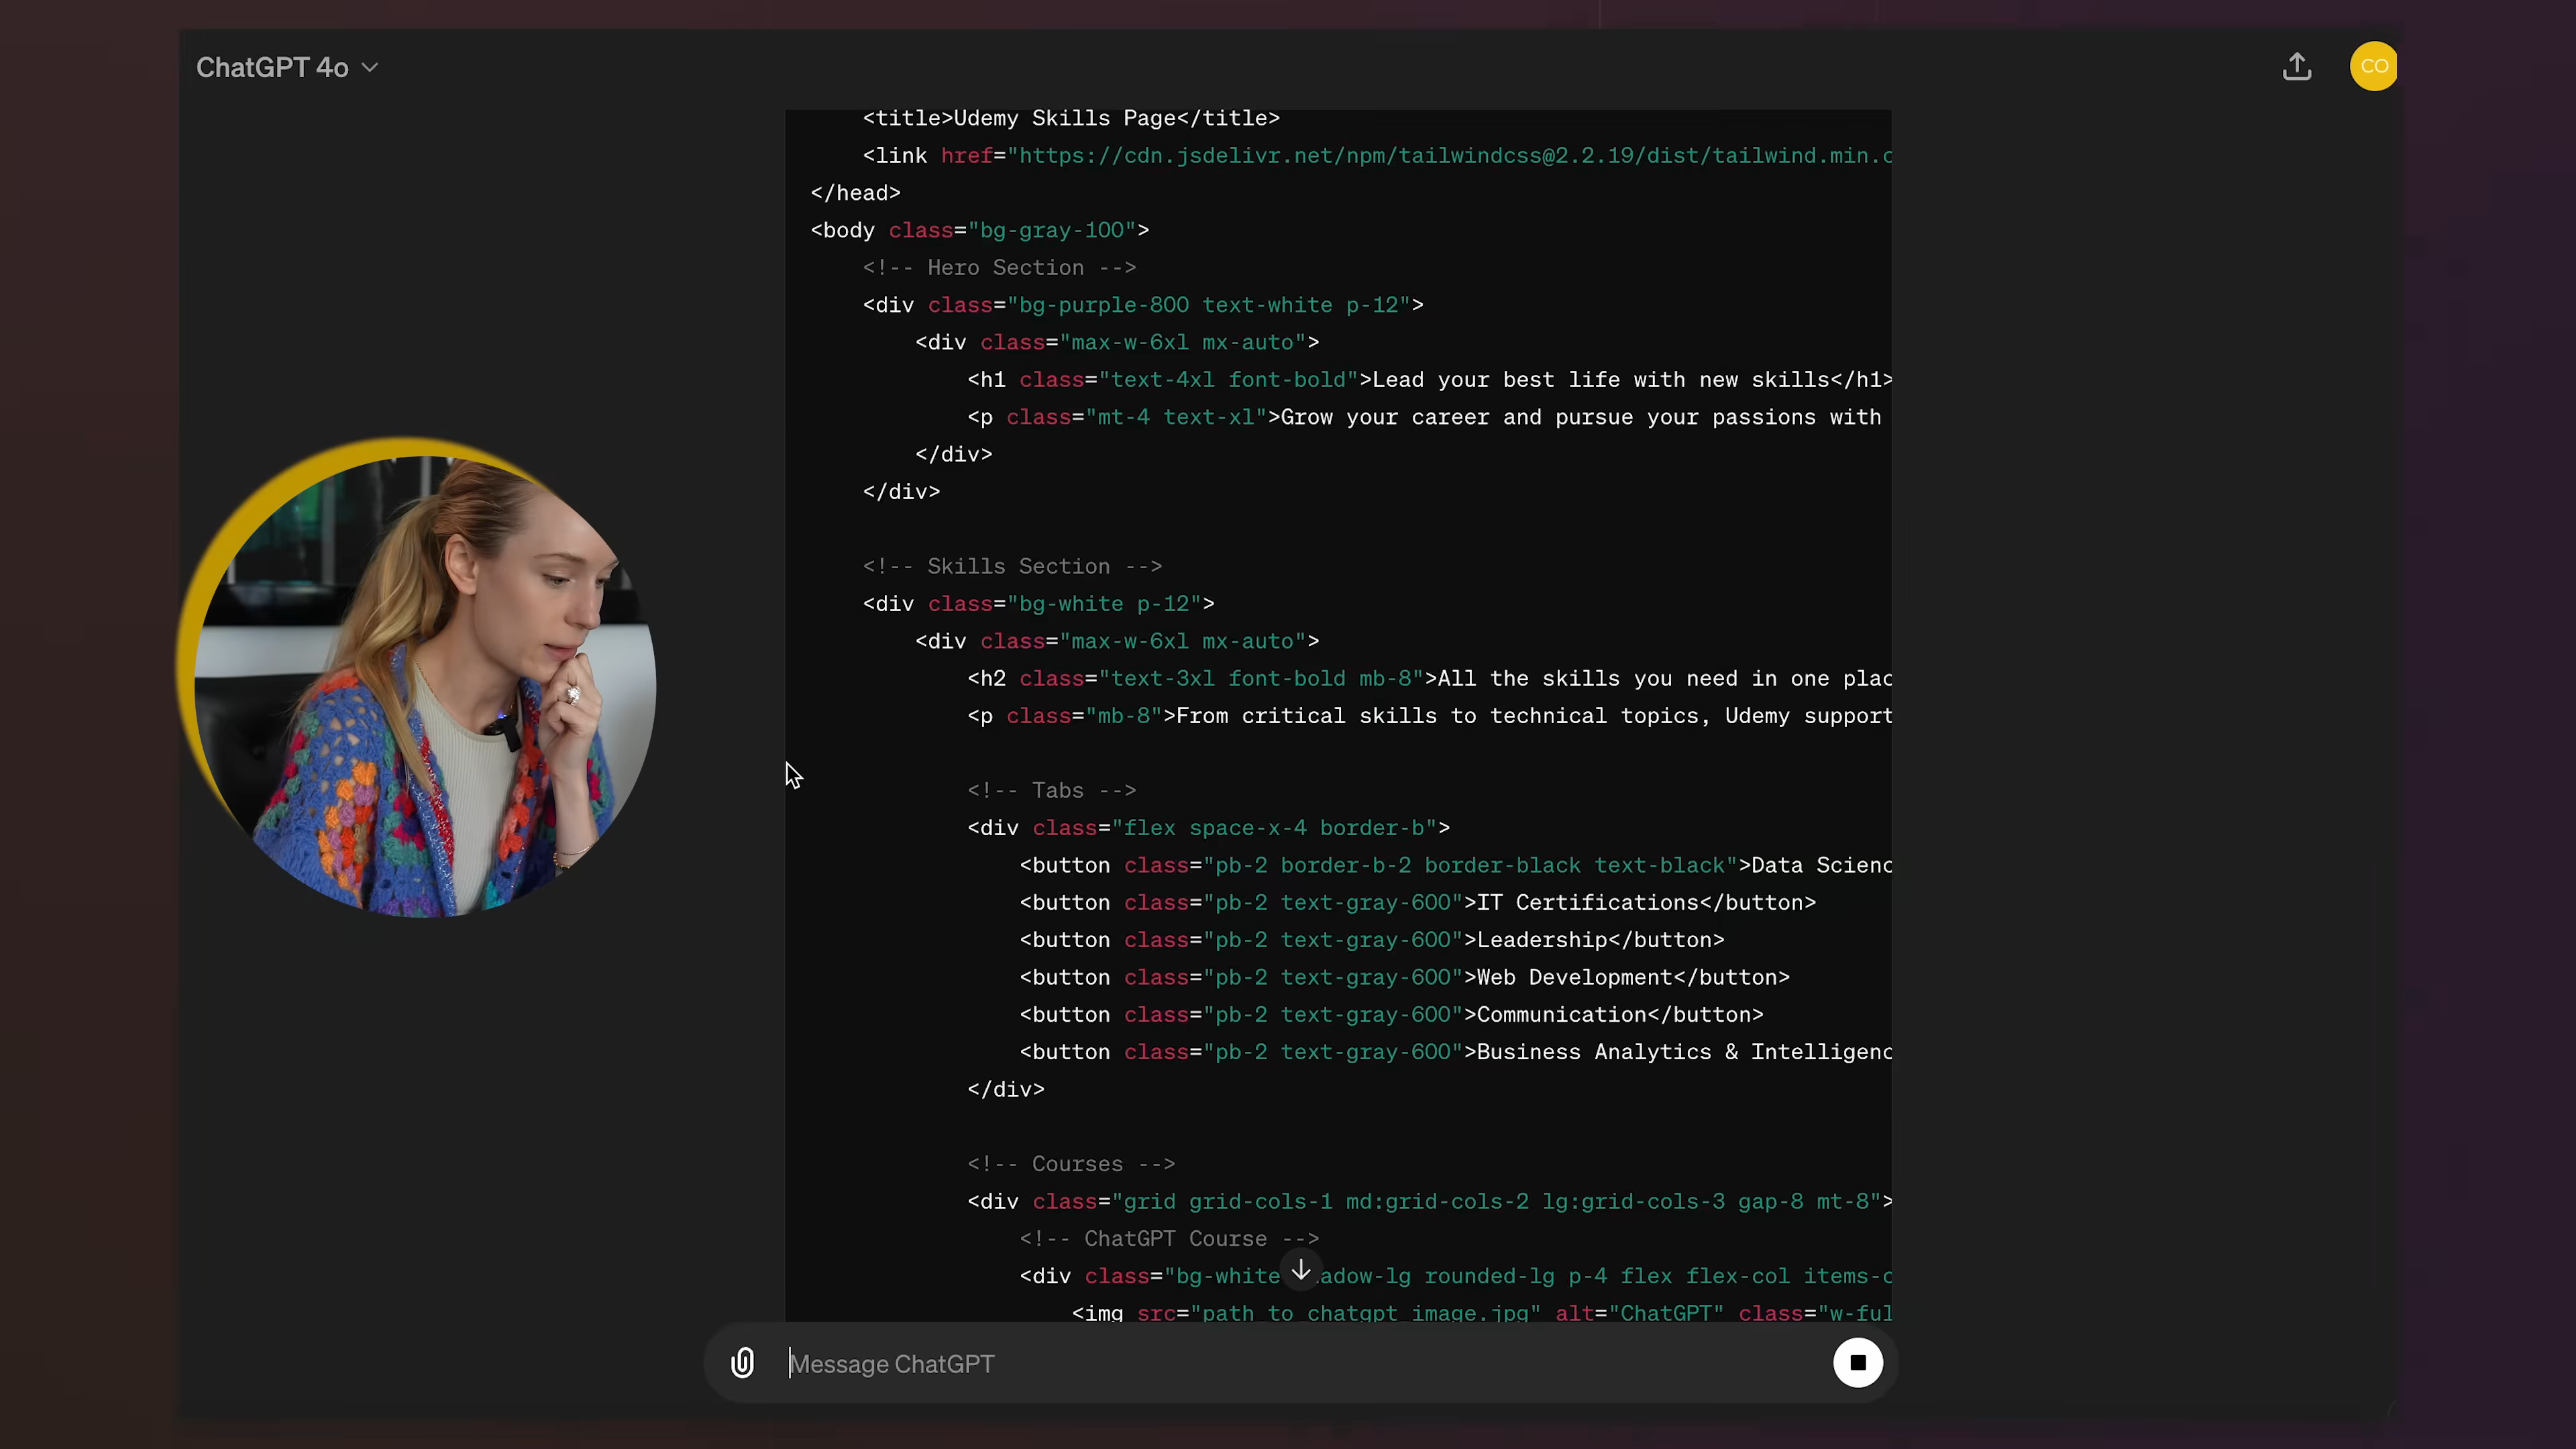 ChatGPT 4o
CO
<title>Udemy Skills Page</title>
<link href="https://cdn.jsdelivr.net/npm/tailwindcss@2.2.19/dist/tailwind.min.c
</head>
<body class="bg-gray-100">
<!-- Hero Section -->
<div class="bg-purple-800 text-white p-12">
<div class="max-w-6xl mx-auto">
<h1 class="text-4xl font-bold">Lead your best life with new skills</h1>
<p class="mt-4 text-xl">Grow your career and pursue your passions with
</div>
</div>
<!-- Skills Section -->
<div class="bg-white p-12">
<div class="max-w-6xl mx-auto">
<h2 class="text-3xl font-bold mb-8">All the skills you need in one plac
<p class="mb-8">From critical skills to technical topics, Udemy support
<!-- Tabs -->
<div class="flex space-x-4 border-b">
<button class="pb-2 border-b-2 border-black text-black">Data Scienc
<button class="pb-2 text-gray-600">IT Certifications</button>
<button class="pb-2 text-gray-600">Leadership</button>
<button class="pb-2 text-gray-600">Web Development</button>
<button class="pb-2 text-gray-600">Communication</button>
<button class="pb-2 text-gray-600">Business Analytics & Intelligenc
</div>
<!-- Courses -->
<div class="grid grid-cols-1 md:grid-cols-2 lg:grid-cols-3 gap-8 mt-8">
<!-- ChatGPT Course -->
<div class="bg-white adow-lg rounded-lg p-4 flex flex-col items-c
<img src="path_to_chatgpt_image.jpg" alt="ChatGPT" class="w-ful
Message ChatGPT